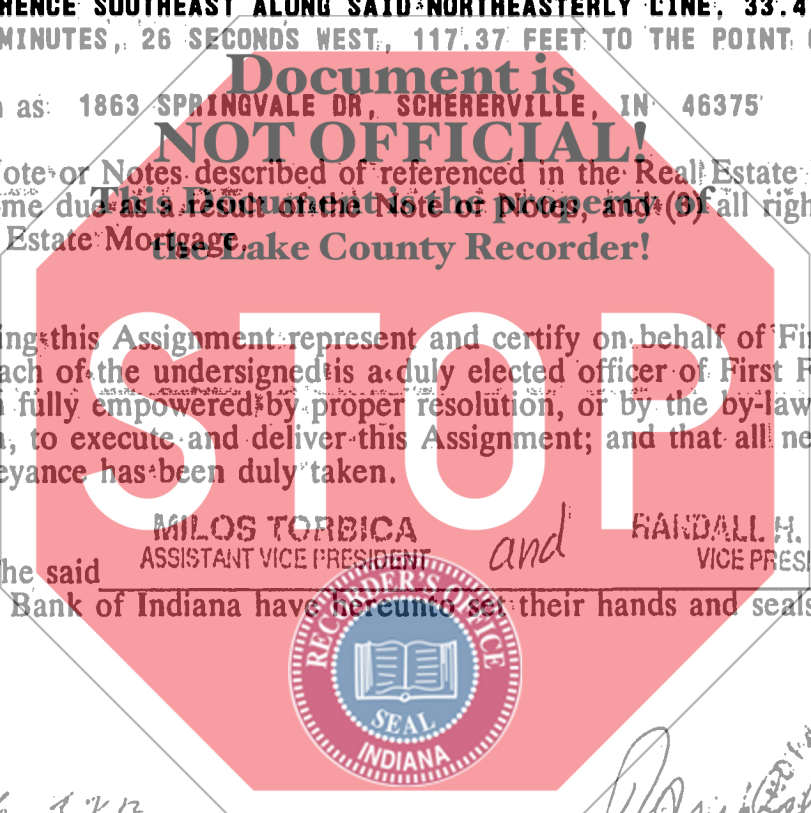 HENCE SOUTHEAST ALONG SAID NORTHEASTERLY LINE, 33.4
MINUTES, 26 SECONDS WEST, 117.37 FEET TO THE POINT
Document is
as: 1863 SPRINGVALE DR, SCHERERVILLE, IN 46375
NOT OFFICIAL!
ote or Notes described of referenced in the Real Estate
This Document is the property of
me due as a result of the Note or Notes, and (3) all righ
Estate Mortgage.
the Lake County Recorder!
STOP
ing this Assignment represent and certify on behalf of Fi
ach of the undersigned is a duly elected officer of First
fully empowered by proper resolution, or by the by-law
, to execute and deliver this Assignment; and that all ne
eyance has been duly taken.
MILOS TORBICA and RANDALL H.
ASSISTANT VICE PRESIDENT VICE PRESI
he said
Bank of Indiana have hereunto set their hands and seals
RECORDER'S OFFICE
SEAL
INDIANA